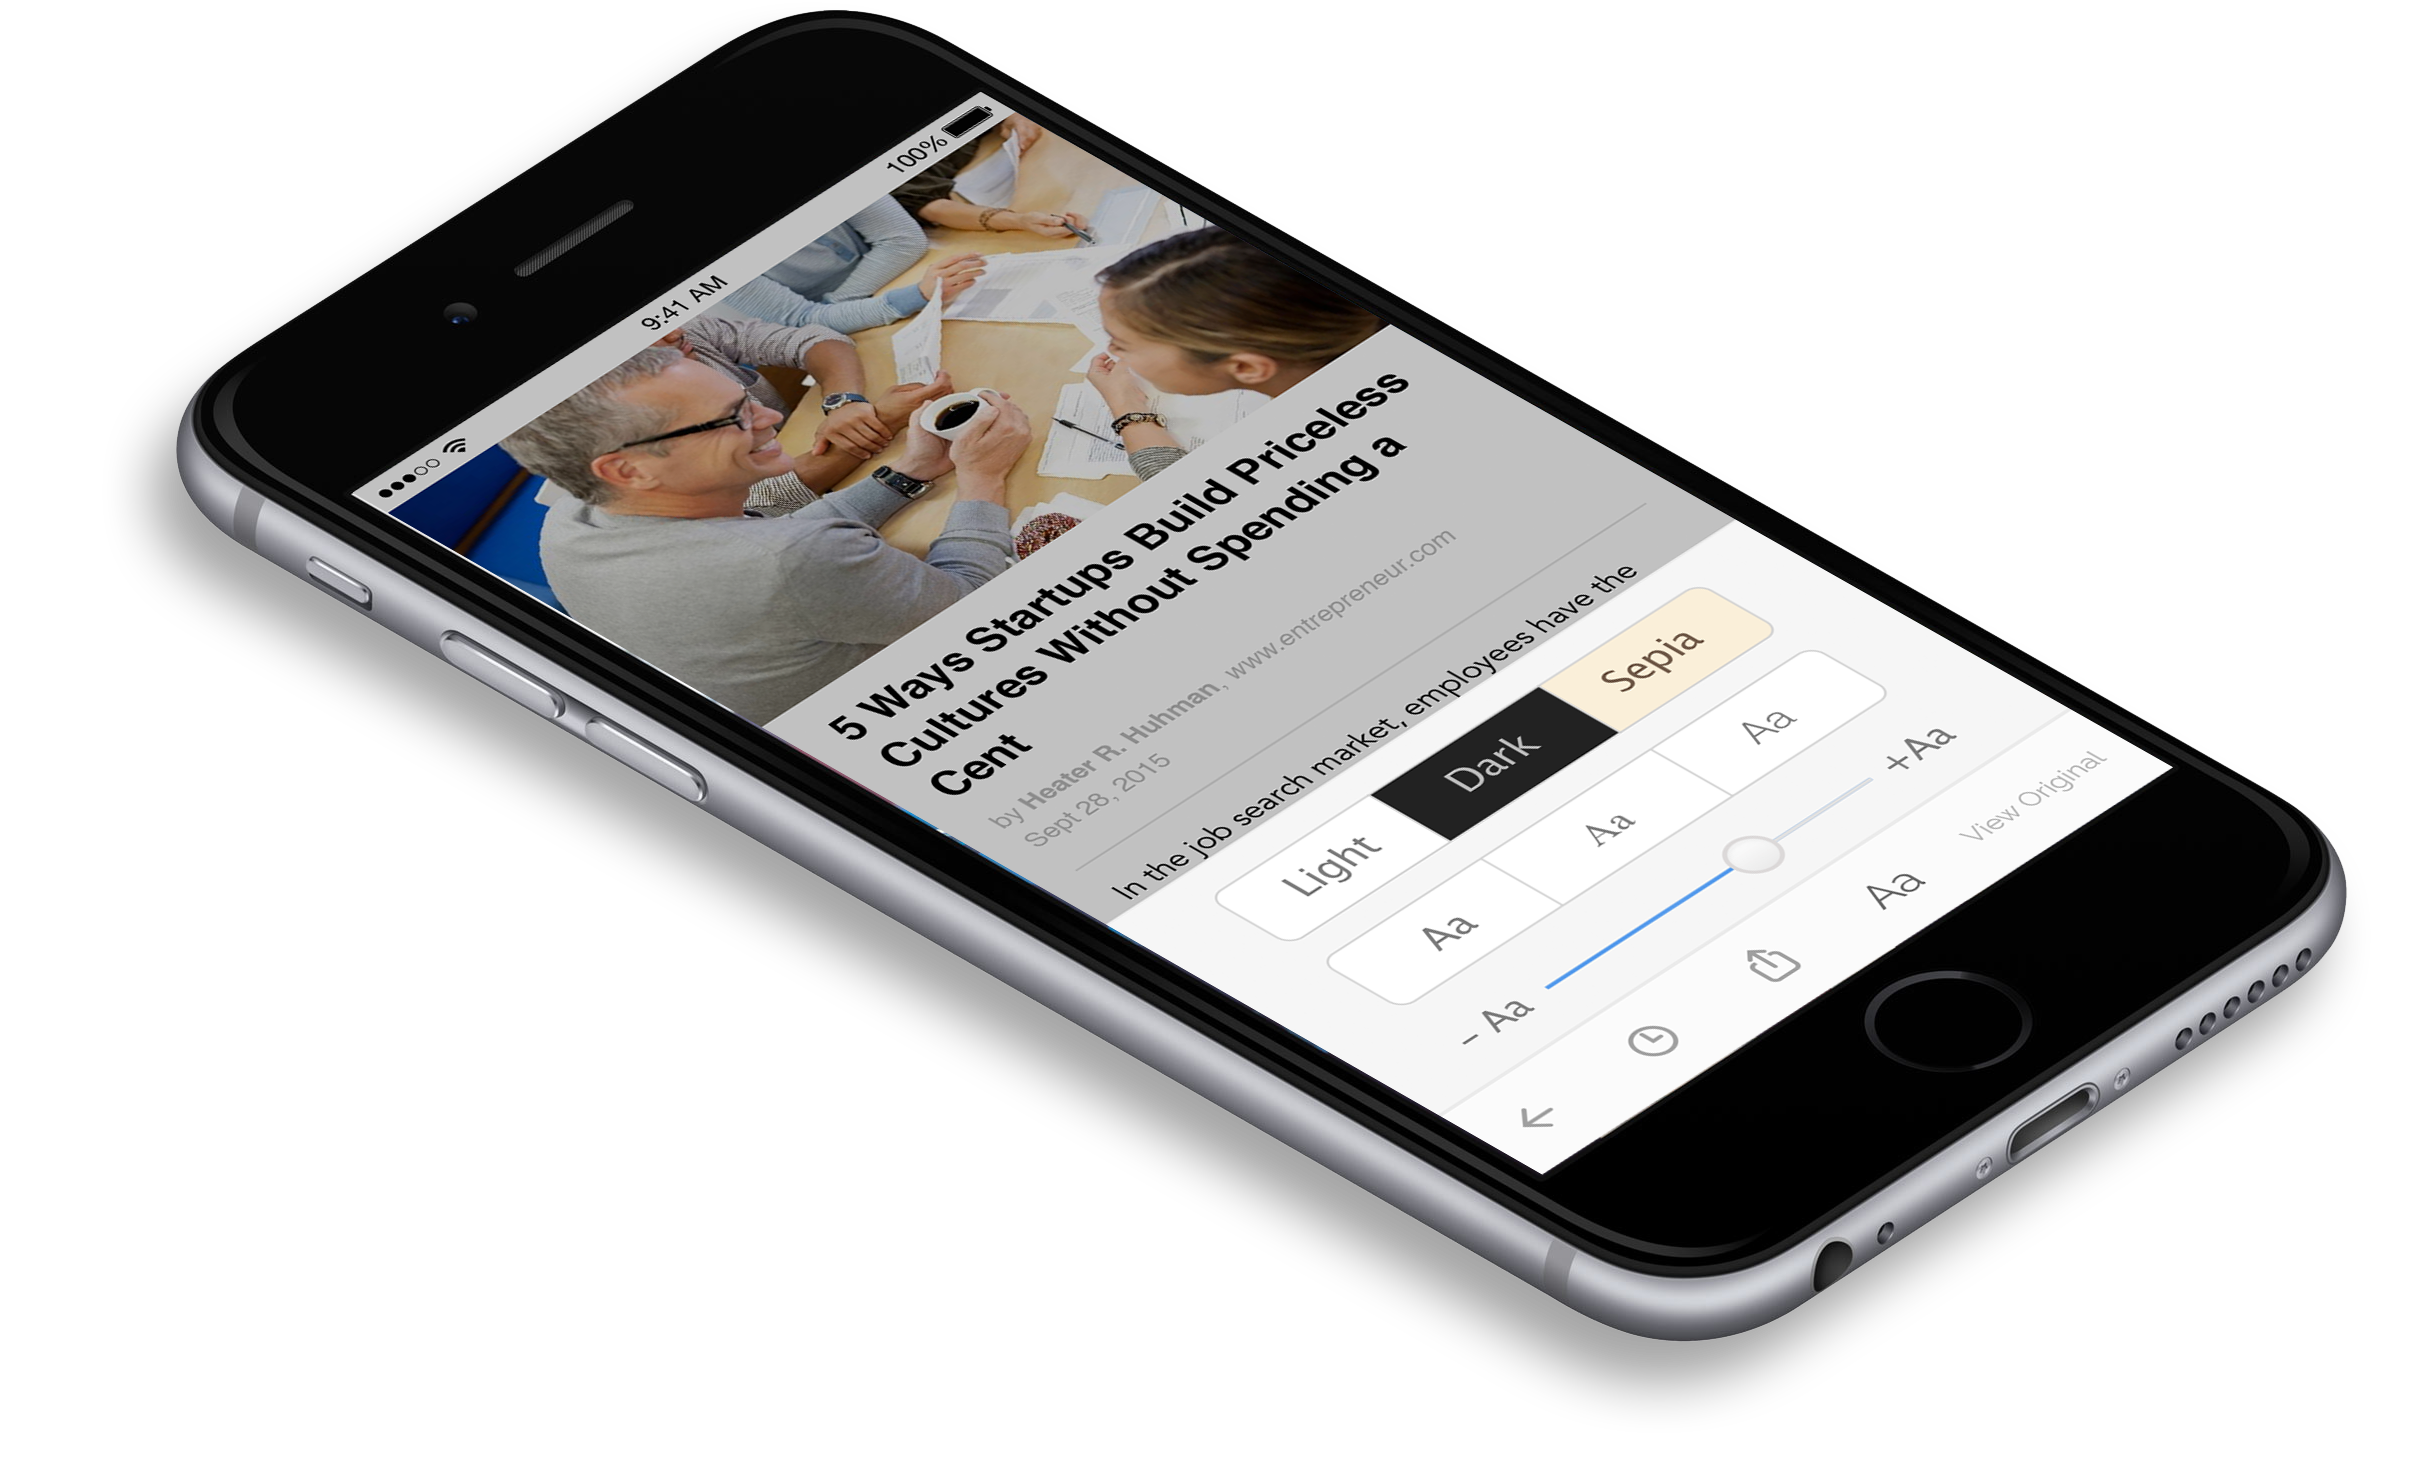 9:41 AM
100%
5 Ways Startups Build Priceless
Cultures Without Spending a
Cent
by Heater R. Huhman, www.entrepreneur.com
Sept 28, 2015
In the job search market, employees have the
Light
Dark
Sepia
Aa
Aa
Aa
– Aa
+Aa
Aa
View Original